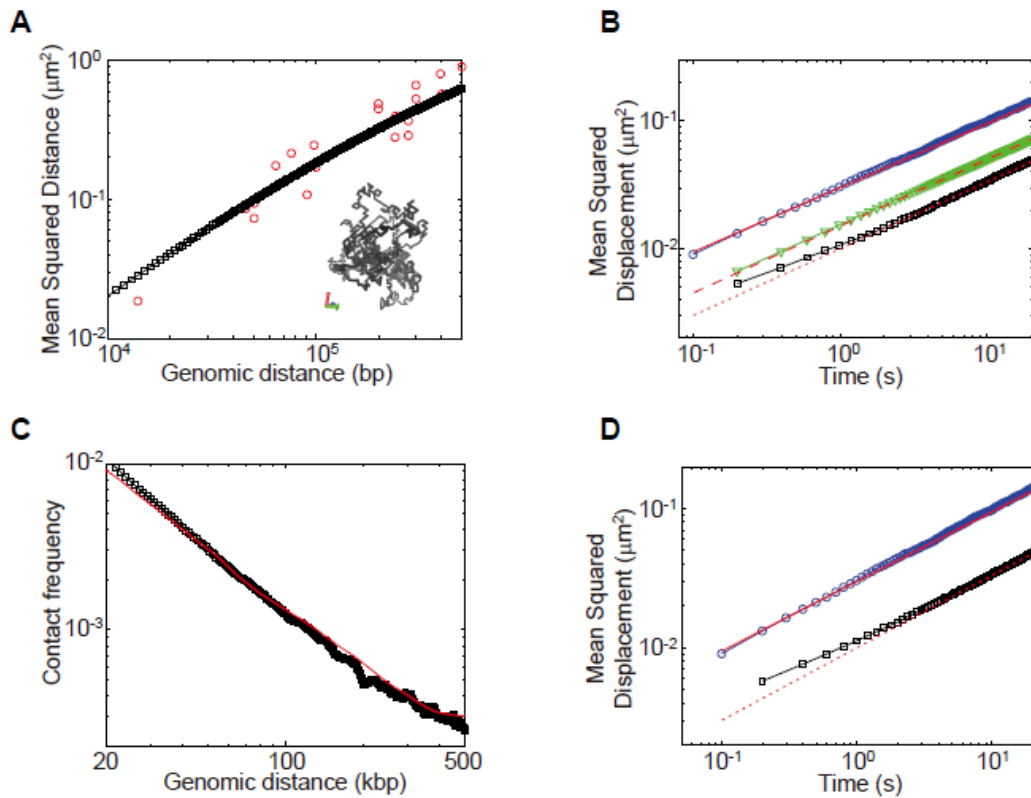 A
Mean Squared Distance (μm²)
10⁰
10⁻¹
10⁻²
10⁴
10⁵
Genomic distance (bp)
B
Mean Squared
Displacement (μm²)
10⁻¹
10⁻²
10⁻¹
10⁰
10¹
Time (s)
C
Contact frequency
10⁻²
10⁻³
20
100
500
Genomic distance (kbp)
D
Mean Squared
Displacement (μm²)
10⁻¹
10⁻²
10⁻¹
10⁰
10¹
Time (s)